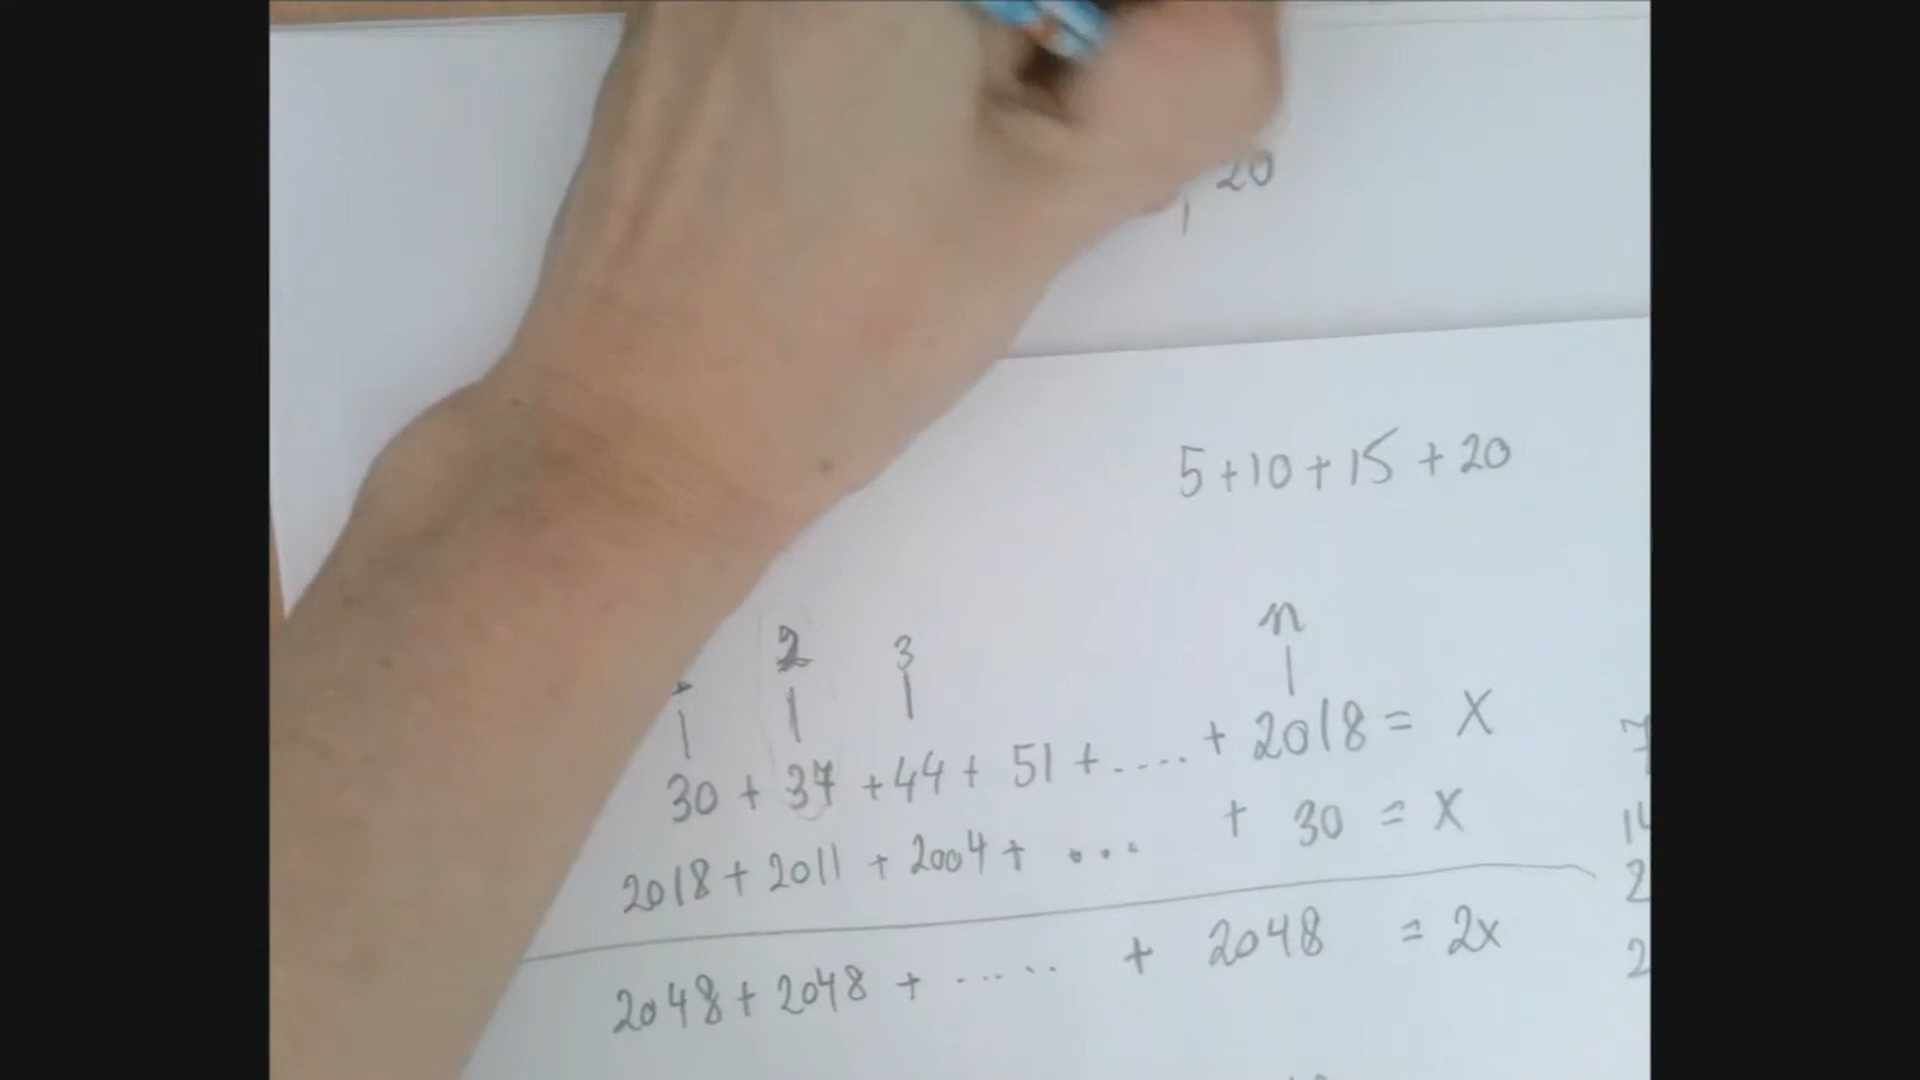 20
5+10+15+20
2 3 n
30 + 37 +44 + 51 + .... + 2018 = X
2018 + 2011 + 2004 + ... + 30 = X
2048 + 2048 + ..... + 2048 = 2x